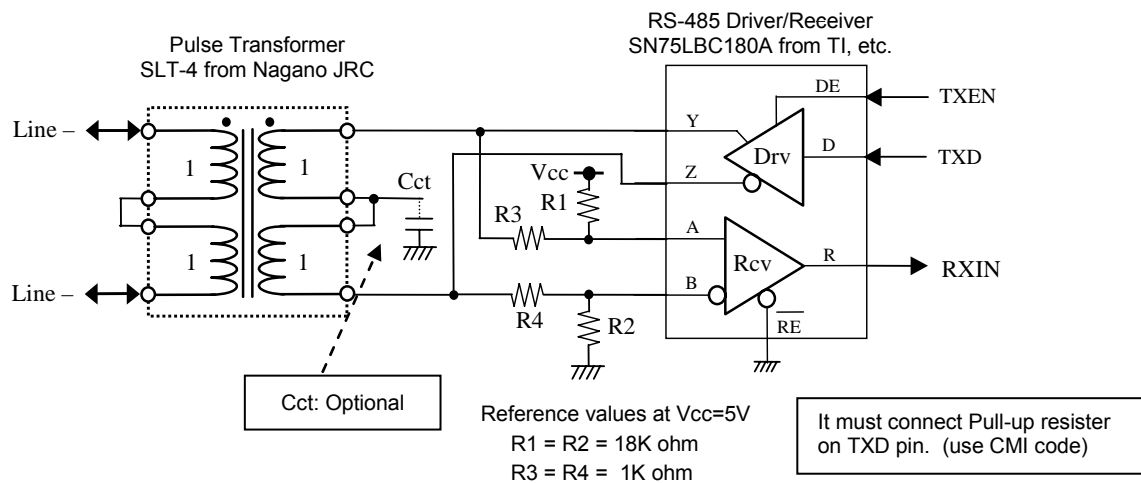 RS-485 Driver/Receiver
SN75LBC180A from TI, etc.
Pulse Transformer
SLT-4 from Nagano JRC
DE
TXEN
Line –
Y
D
TXD
Drv
1
1
Cct
Vcc
Z
R1
R3
A
Rcv
R
RXIN
1
1
Line –
B
R4
R2
RE
Cct: Optional
Reference values at Vcc=5V
R1 = R2 = 18K ohm
R3 = R4 = 1K ohm
It must connect Pull-up resister
on TXD pin. (use CMI code)